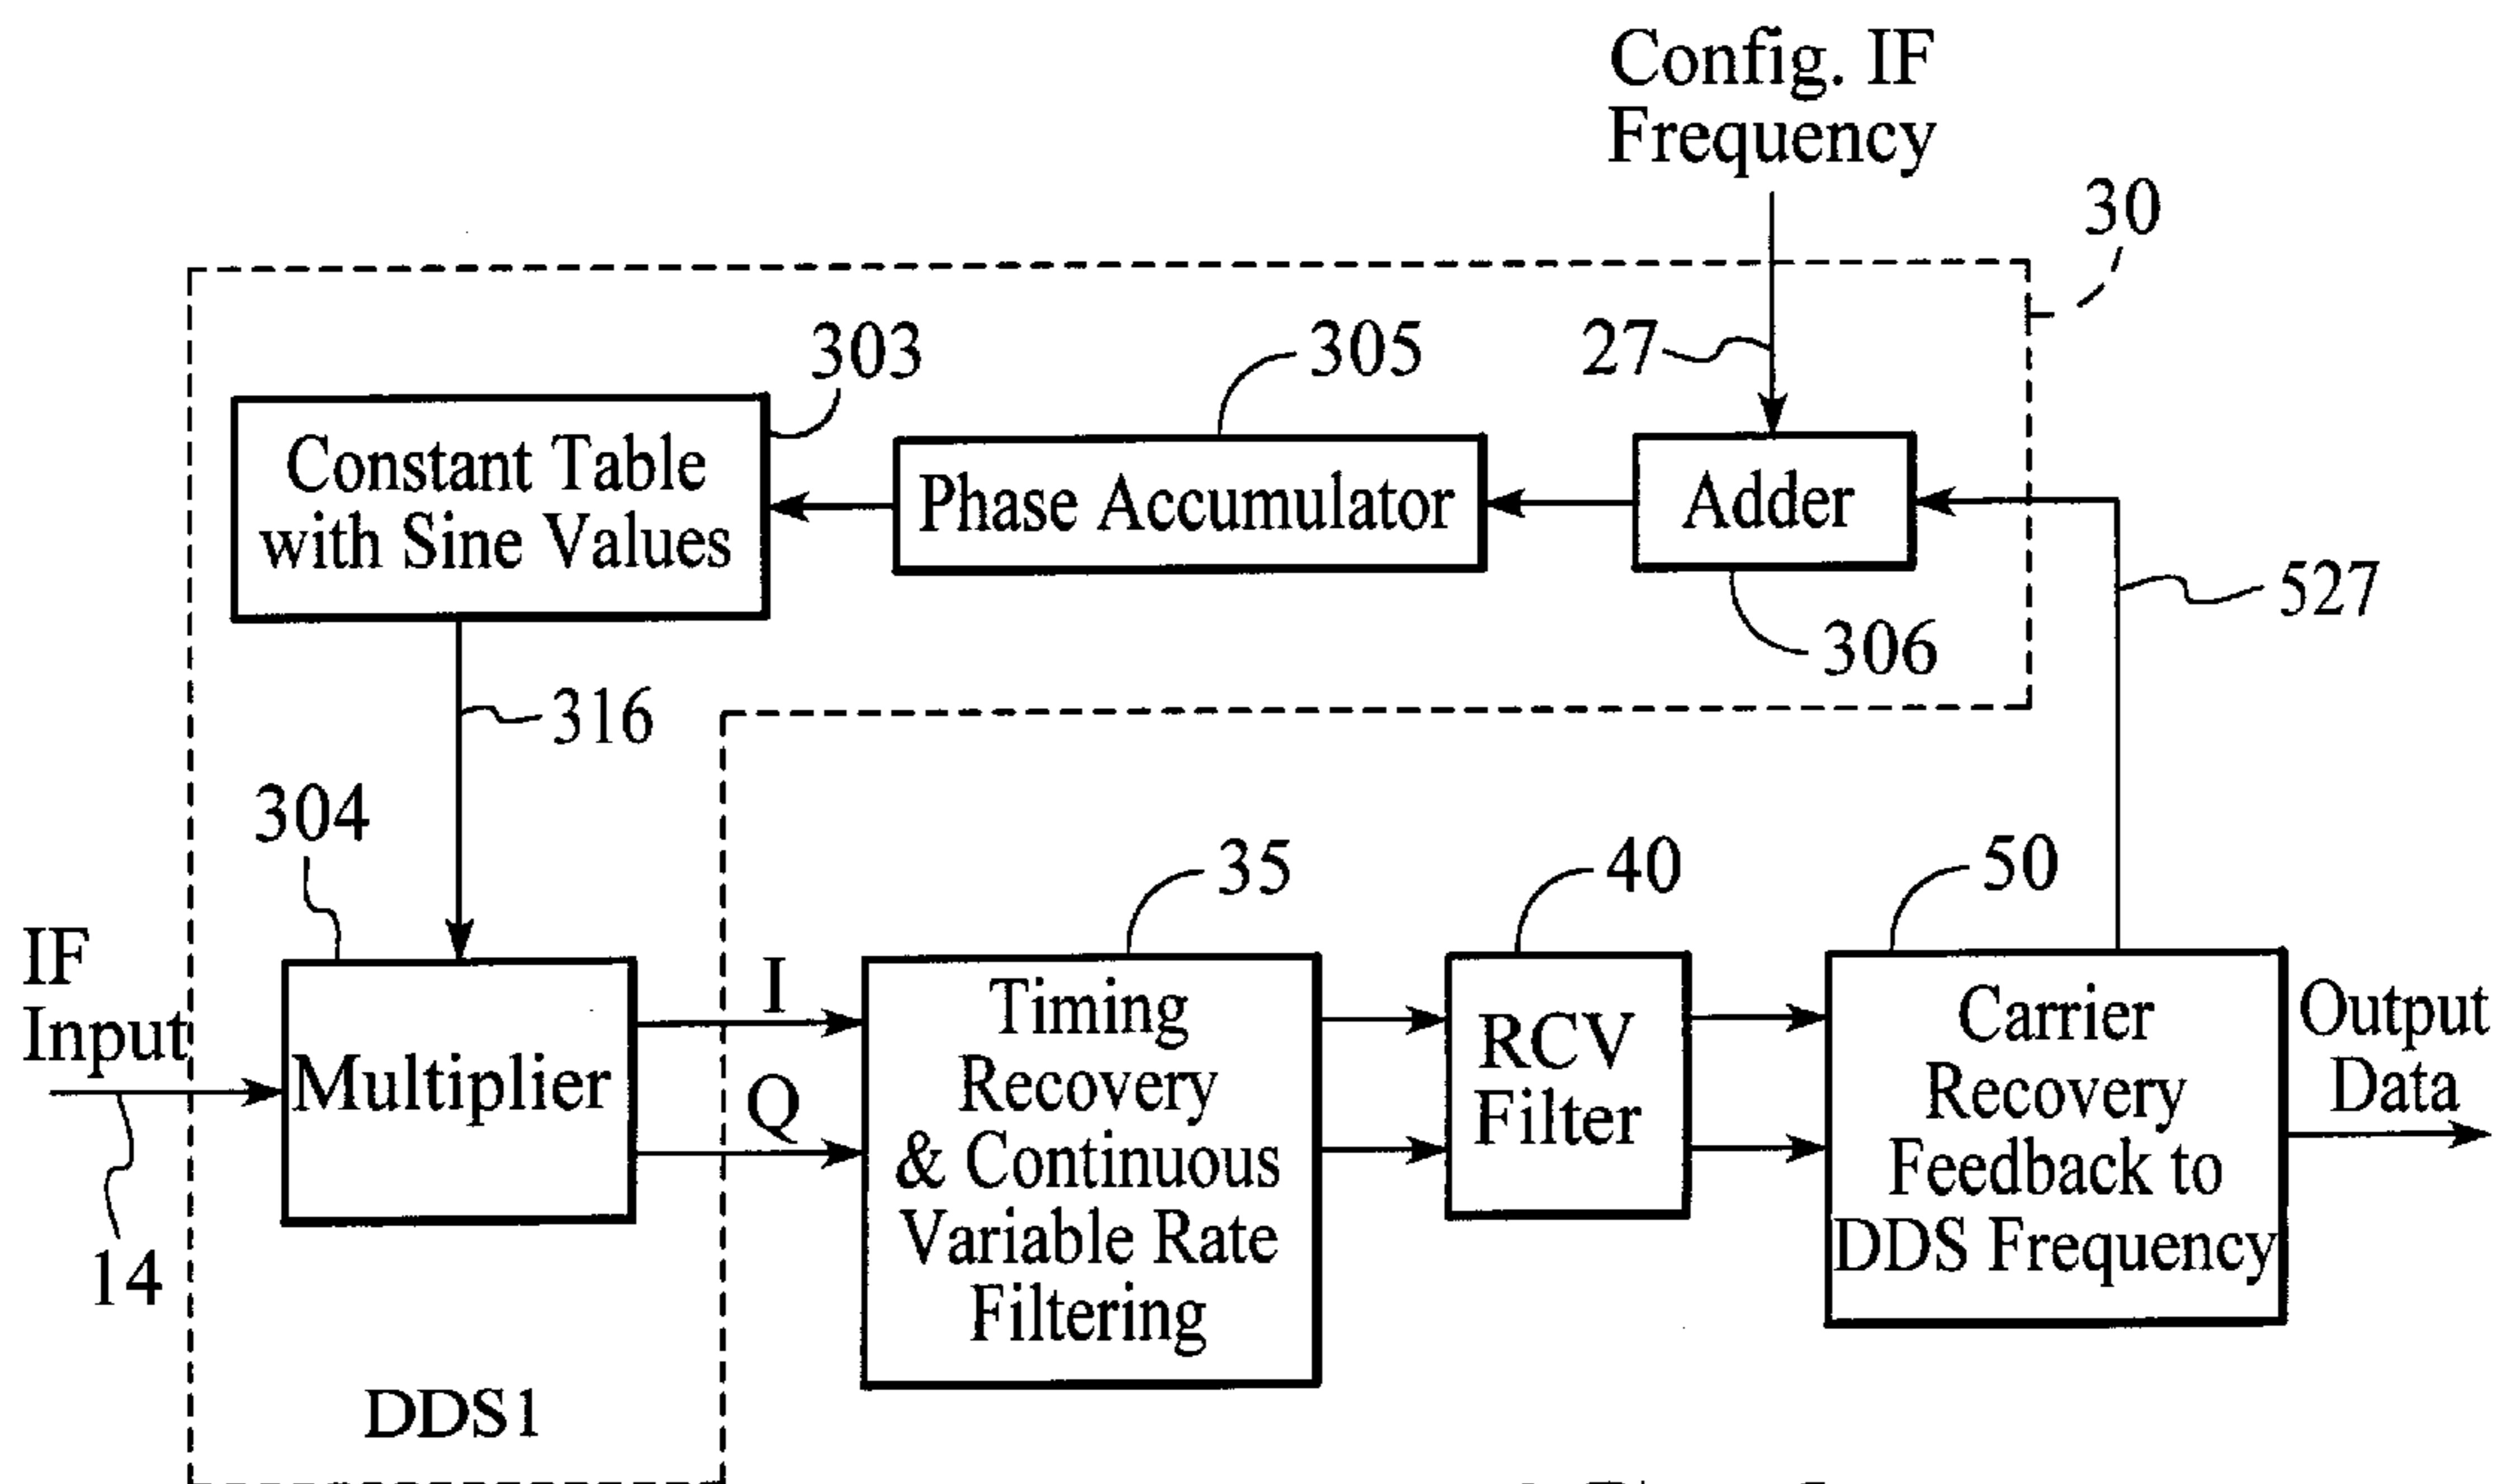 Config. IF
Frequency
30
303
305
27
Constant Table
with Sine Values
Phase Accumulator
Adder
527
306
316
304
35
40
50
IF
Input
14
Multiplier
I
Q
Timing
Recovery
& Continuous
Variable Rate
Filtering
RCV
Filter
Carrier
Recovery
Feedback to
DDS Frequency
Output
Data
DDS1